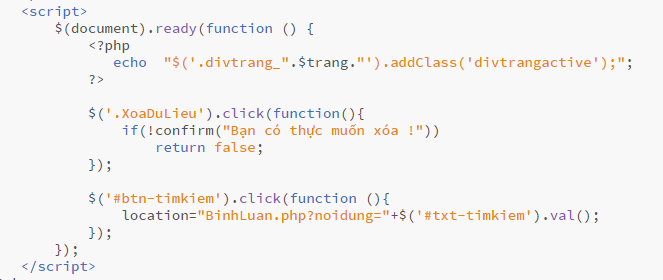 <script>
$(document).ready(function () {
<?php
echo  "$('.divtrang_".$trang."').addClass('divtrangactive');";
?>
$('.XoaDuLieu').click(function(){
if(!confirm("Bạn có thực muốn xóa !"))
return false;
});
$('#btn-timkiem').click(function (){
location="BinhLuan.php?noidung="+$('#txt-timkiem').val();
});
});
</script>